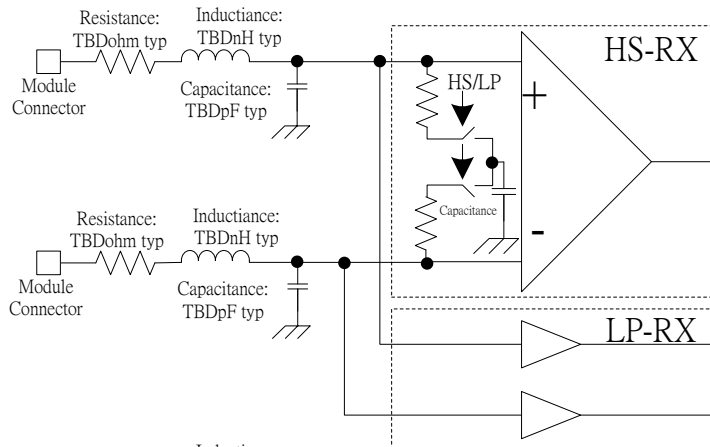 Resistance:
TBDohm typ
Inductiance:
TBDnH typ
HS-RX
Module
Connector
Capacitance:
TBDpF typ
HS/LP
+
Capacitance
-
Resistance:
TBDohm typ
Inductiance:
TBDnH typ
Module
Connector
Capacitance:
TBDpF typ
LP-RX